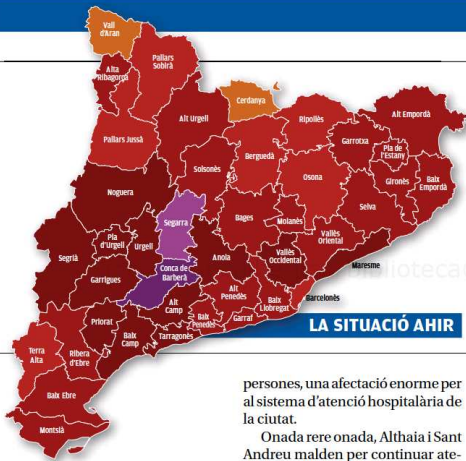 Vall
d'Aran
Pallars
Sobirà
Alta
Ribagorça
Cerdanya
Alt Urgell
Ripollès
Alt Empordà
Pallars Jussà
Berguedà
Garrotxa
Pla de
l'Estany
Solsonès
Osona
Gironès
Baix
Empordà
Noguera
Bages
Moianès
Selva
Segarra
Vallès
Oriental
Pla
d'Urgell
Urgell
Segrià
Anoia
Vallès
Occidental
Maresme
Conca de
Barberà
Garrigues
Alt
Penedès
Baix
Llobregat
Barcelonès
Alt
Camp
Priorat
Baix
Camp
Baix
Penedès
Garraf
Tarragonès
Terra
Alta
Ribera
d'Ebre
Baix Ebre
Montsià
LA SITUACIÓ AHIR
persones, una afectació enorme per
al sistema d'atenció hospitalària de
la ciutat.
Onada rere onada, Althaia i Sant
Andreu malden per continuar ate-